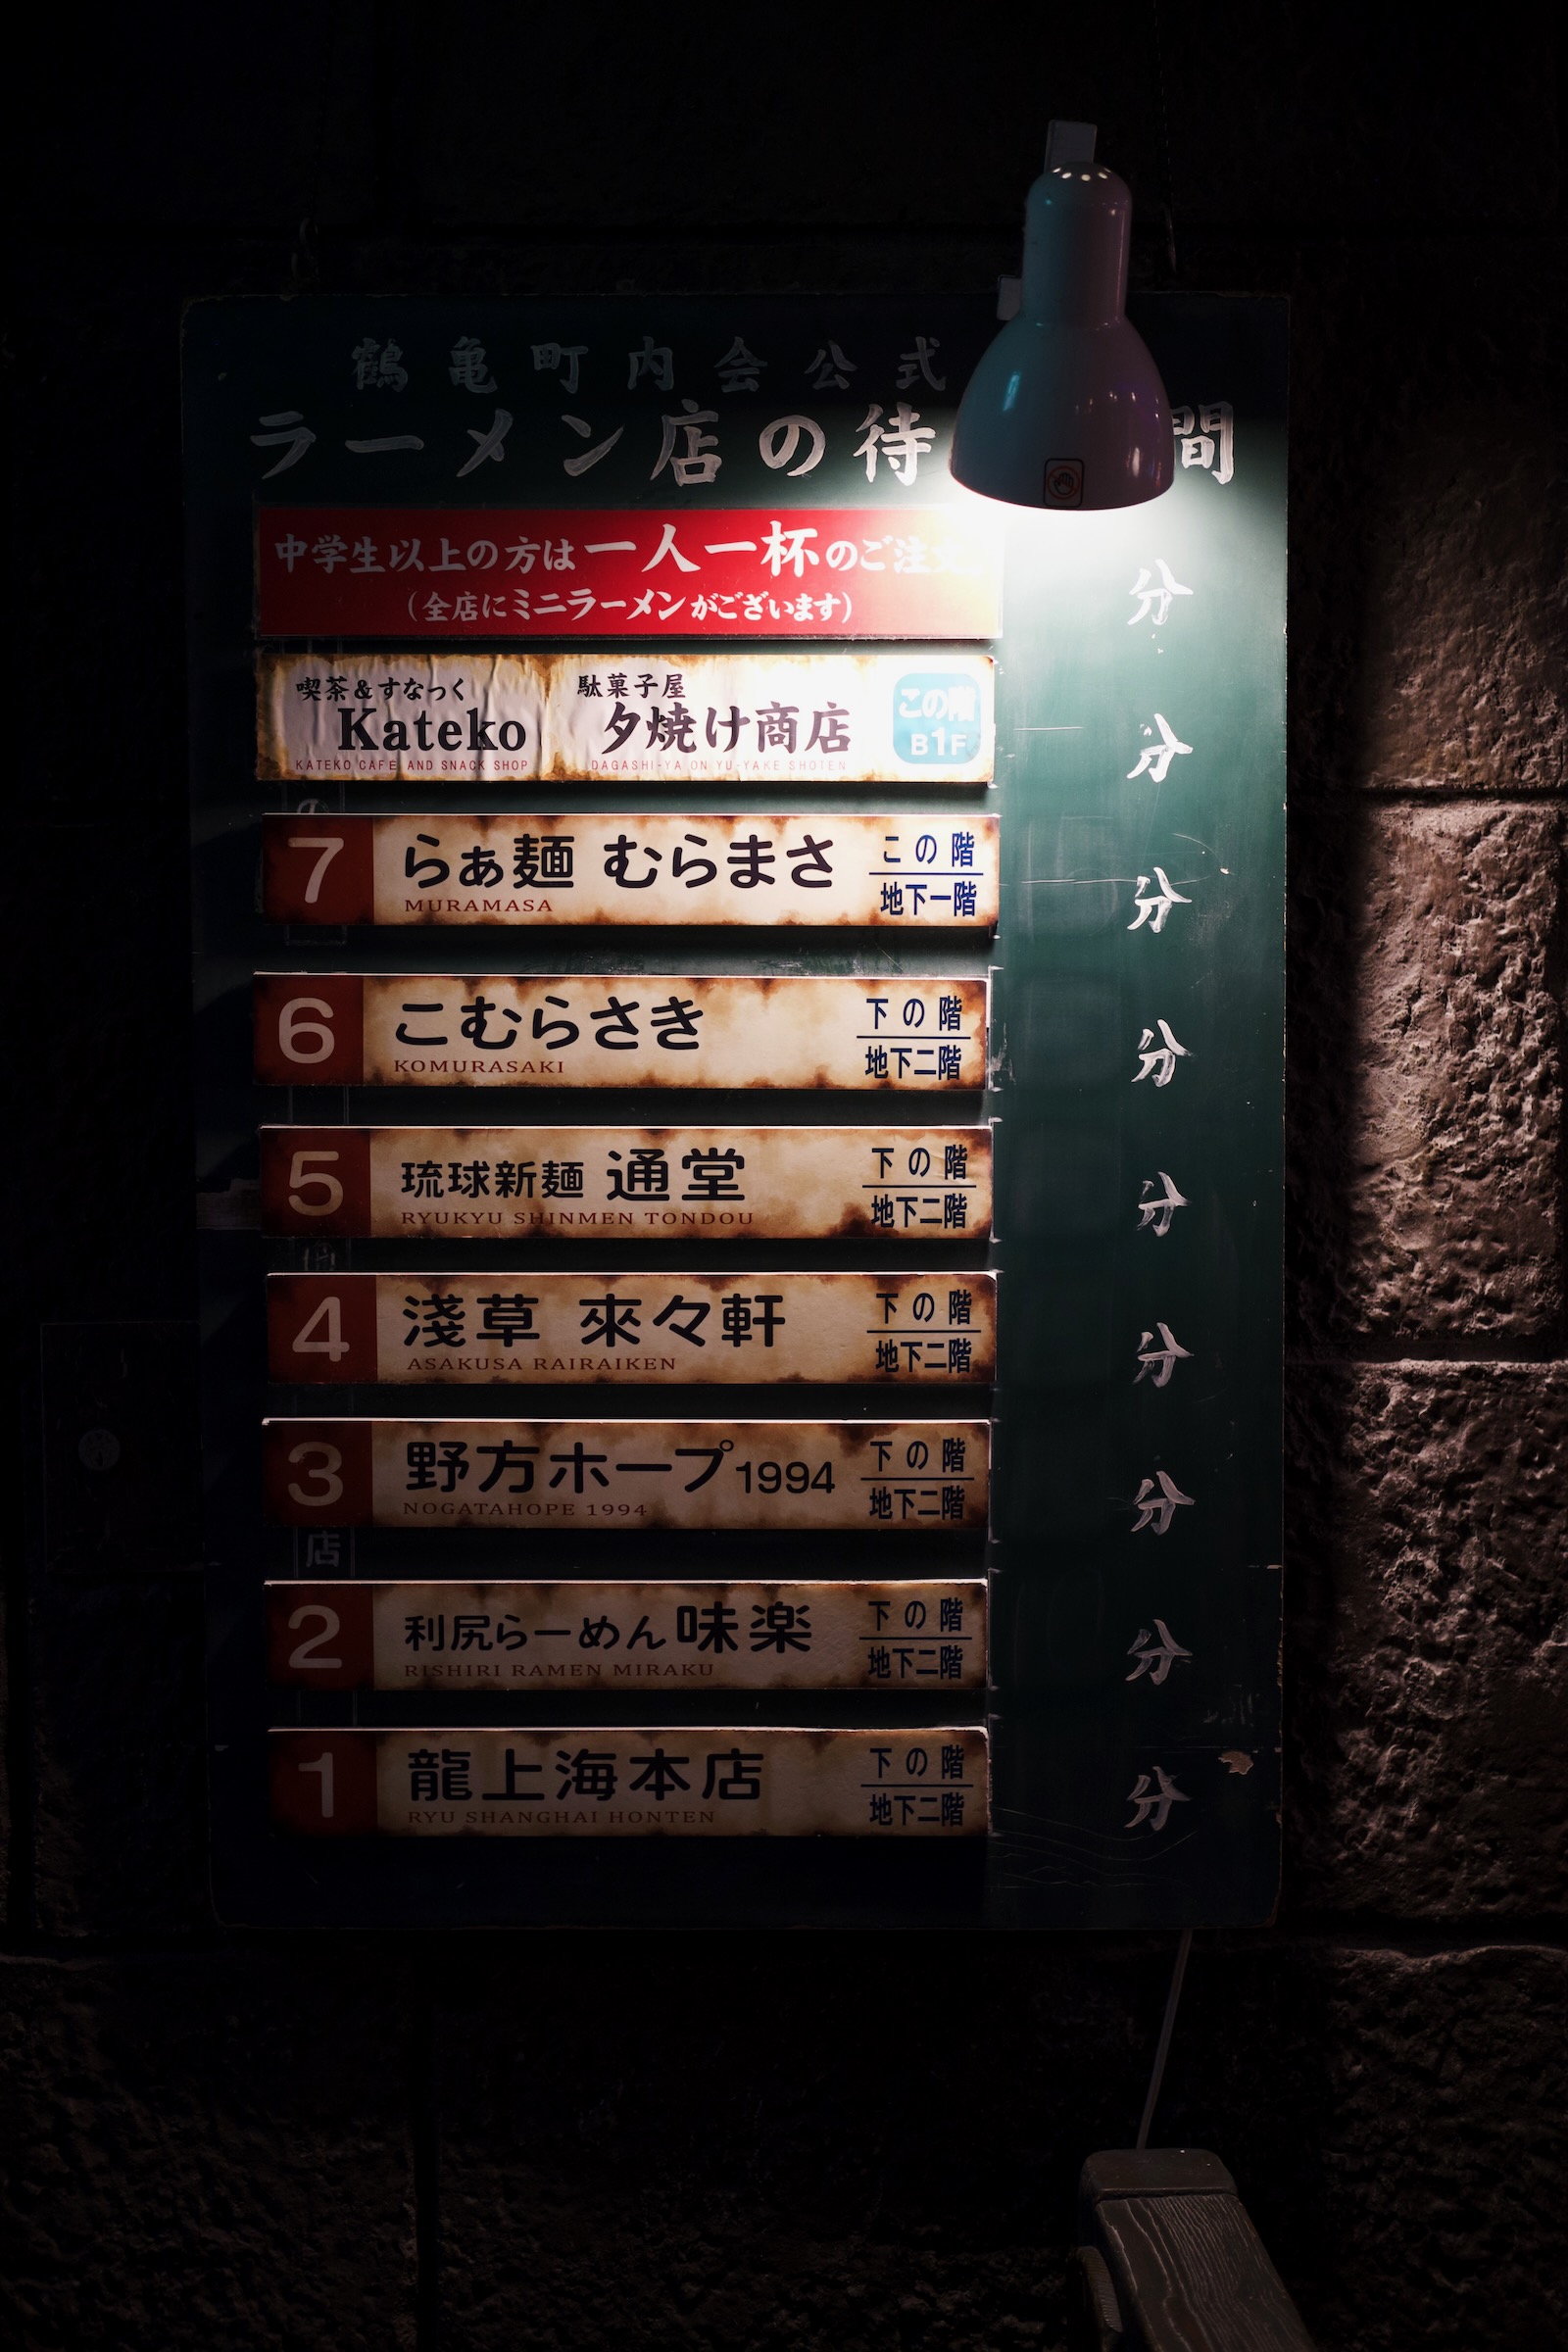 鶴亀町内会公式
ラーメン店の待 間
中学生以上の方は一人一杯のご注文
(全店にミニラーメンがございます)
分
喫茶&すなっく
Kateko
KATEKO CAFE AND SNACK SHOP
駄菓子屋
夕焼け商店
DAGASHI-YA ON YU-YAKE SHOTEN
この階
B1F
分
7
らぁ麺 むらまさ
MURAMASA
この階
地下一階
分
6
こむらさき
KOMURASAKI
下の階
地下二階
分
5
琉球新麺 通堂
RYUKYU SHINMEN TONDOU
下の階
地下二階
分
4
淺草 來々軒
ASAKUSA RAIRAIKEN
下の階
地下二階
分
3
野方ホープ1994
NOGATAHOPE 1994
下の階
地下二階
分
店
2
利尻らーめん 味楽
RISHIRI RAMEN MIRAKU
下の階
地下二階
分
1
龍上海本店
RYU SHANGHAI HONTEN
下の階
地下二階
分